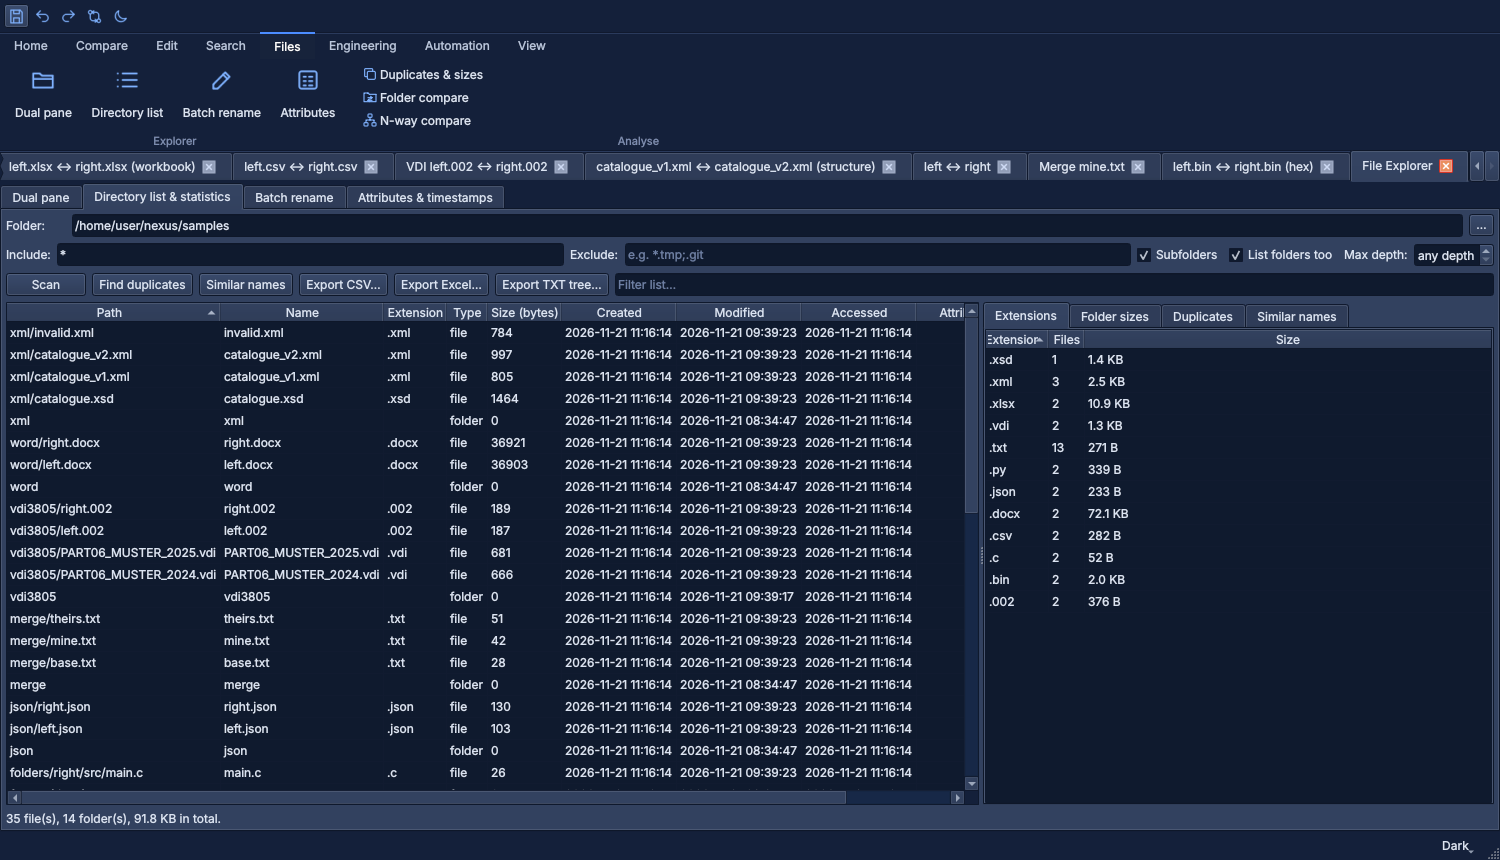 Home Compare Edit Search Files Engineering Automation View
Dual pane Directory list Batch rename Attributes
Duplicates & sizes
Folder compare
N-way compare
Explorer Analyse
left.xlsx ↔ right.xlsx (workbook) left.csv ↔ right.csv VDI left.002 ↔ right.002 catalogue_v1.xml ↔ catalogue_v2.xml (structure) left ↔ right Merge mine.txt left.bin ↔ right.bin (hex) File Explorer
Dual pane Directory list & statistics Batch rename Attributes & timestamps
Folder: /home/user/nexus/samples ...
Include: * Exclude: e.g. *.tmp;.git Subfolders List folders too Max depth: any depth
Scan Find duplicates Similar names Export CSV... Export Excel... Export TXT tree... Filter list...
Path Name Extension Type Size (bytes) Created Modified Accessed Attri
xml/invalid.xml invalid.xml .xml file 784 2026-11-21 11:16:14 2026-11-21 09:39:23 2026-11-21 11:16:14
xml/catalogue_v2.xml catalogue_v2.xml .xml file 997 2026-11-21 11:16:14 2026-11-21 09:39:23 2026-11-21 11:16:14
xml/catalogue_v1.xml catalogue_v1.xml .xml file 805 2026-11-21 11:16:14 2026-11-21 09:39:23 2026-11-21 11:16:14
xml/catalogue.xsd catalogue.xsd .xsd file 1464 2026-11-21 11:16:14 2026-11-21 09:39:23 2026-11-21 11:16:14
xml xml folder 0 2026-11-21 11:16:14 2026-11-21 08:34:47 2026-11-21 11:16:14
word/right.docx right.docx .docx file 36921 2026-11-21 11:16:14 2026-11-21 09:39:23 2026-11-21 11:16:14
word/left.docx left.docx .docx file 36903 2026-11-21 11:16:14 2026-11-21 09:39:23 2026-11-21 11:16:14
word word folder 0 2026-11-21 11:16:14 2026-11-21 08:34:47 2026-11-21 11:16:14
vdi3805/right.002 right.002 .002 file 189 2026-11-21 11:16:14 2026-11-21 09:39:23 2026-11-21 11:16:14
vdi3805/left.002 left.002 .002 file 187 2026-11-21 11:16:14 2026-11-21 09:39:23 2026-11-21 11:16:14
vdi3805/PART06_MUSTER_2025.vdi PART06_MUSTER_2025.vdi .vdi file 681 2026-11-21 11:16:14 2026-11-21 09:39:23 2026-11-21 11:16:14
vdi3805/PART06_MUSTER_2024.vdi PART06_MUSTER_2024.vdi .vdi file 666 2026-11-21 11:16:14 2026-11-21 09:39:23 2026-11-21 11:16:14
vdi3805 vdi3805 folder 0 2026-11-21 11:16:14 2026-11-21 09:39:17 2026-11-21 11:16:14
merge/theirs.txt theirs.txt .txt file 51 2026-11-21 11:16:14 2026-11-21 09:39:23 2026-11-21 11:16:14
merge/mine.txt mine.txt .txt file 42 2026-11-21 11:16:14 2026-11-21 09:39:23 2026-11-21 11:16:14
merge/base.txt base.txt .txt file 28 2026-11-21 11:16:14 2026-11-21 09:39:23 2026-11-21 11:16:14
merge merge folder 0 2026-11-21 11:16:14 2026-11-21 08:34:47 2026-11-21 11:16:14
json/right.json right.json .json file 130 2026-11-21 11:16:14 2026-11-21 09:39:23 2026-11-21 11:16:14
json/left.json left.json .json file 103 2026-11-21 11:16:14 2026-11-21 09:39:23 2026-11-21 11:16:14
json json folder 0 2026-11-21 11:16:14 2026-11-21 08:34:47 2026-11-21 11:16:14
folders/right/src/main.c main.c .c file 26 2026-11-21 11:16:14 2026-11-21 09:39:23 2026-11-21 11:16:14
Extensions Folder sizes Duplicates Similar names
Extension Files Size
.xsd 1 1.4 KB
.xml 3 2.5 KB
.xlsx 2 10.9 KB
.vdi 2 1.3 KB
.txt 13 271 B
.py 2 339 B
.json 2 233 B
.docx 2 72.1 KB
.csv 2 282 B
.c 2 52 B
.bin 2 2.0 KB
.002 2 376 B
35 file(s), 14 folder(s), 91.8 KB in total.
Dark